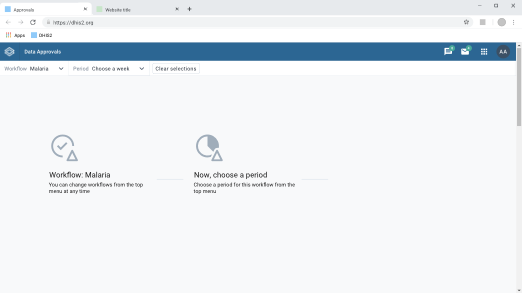 Approvals
Website title
https://dhis2.org
Apps
DHIS2
Data Approvals
AA
Workflow Malaria
Period Choose a week
Clear selections
Workflow: Malaria
You can change workflows from the top
menu at any time
Now, choose a period
Choose a period for this workflow from the
top menu